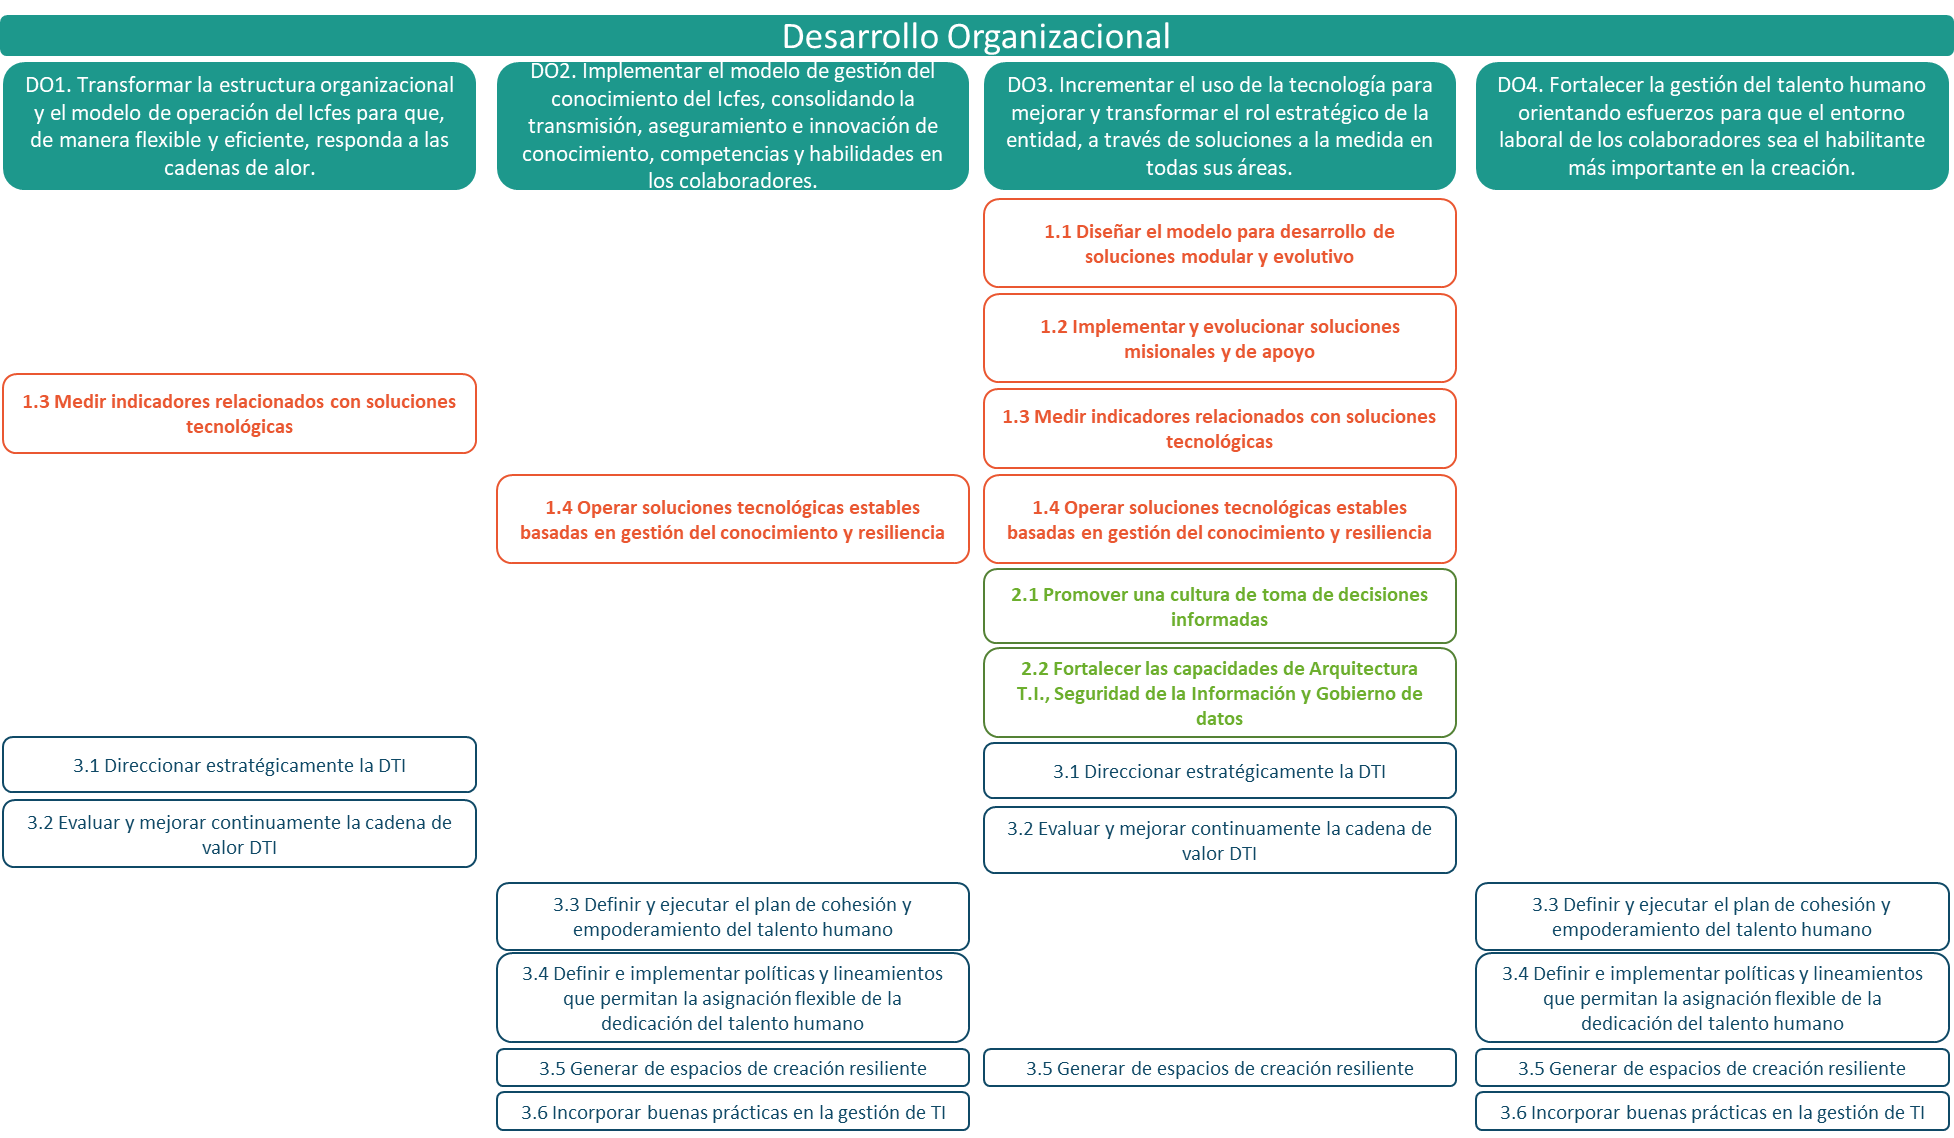 Desarrollo Organizacional
DO1. Transformar la estructura organizacional
y el modelo de operación del Icfes para que,
de manera flexible y eficiente, responda a las
cadenas de alor.
DO2. Implementar el modelo de gestión del
conocimiento del Icfes, consolidando la
transmisión, aseguramiento e innovación de
conocimiento, competencias y habilidades en
los colaboradores.
DO3. Incrementar el uso de la tecnología para
mejorar y transformar el rol estratégico de la
entidad, a través de soluciones a la medida en
todas sus áreas.
DO4. Fortalecer la gestión del talento humano
orientando esfuerzos para que el entorno
laboral de los colaboradores sea el habilitante
más importante en la creación.
1.1 Diseñar el modelo para desarrollo de
soluciones modular y evolutivo
1.2 Implementar y evolucionar soluciones
misionales y de apoyo
1.3 Medir indicadores relacionados con soluciones
tecnológicas
1.3 Medir indicadores relacionados con soluciones
tecnológicas
1.4 Operar soluciones tecnológicas estables
basadas en gestión del conocimiento y resiliencia
1.4 Operar soluciones tecnológicas estables
basadas en gestión del conocimiento y resiliencia
2.1 Promover una cultura de toma de decisiones
informadas
2.2 Fortalecer las capacidades de Arquitectura
T.I., Seguridad de la Información y Gobierno de
datos
3.1 Direccionar estratégicamente la DTI
3.1 Direccionar estratégicamente la DTI
3.2 Evaluar y mejorar continuamente la cadena de
valor DTI
3.2 Evaluar y mejorar continuamente la cadena de
valor DTI
3.3 Definir y ejecutar el plan de cohesión y
empoderamiento del talento humano
3.3 Definir y ejecutar el plan de cohesión y
empoderamiento del talento humano
3.4 Definir e implementar políticas y lineamientos
que permitan la asignación flexible de la
dedicación del talento humano
3.4 Definir e implementar políticas y lineamientos
que permitan la asignación flexible de la
dedicación del talento humano
3.5 Generar de espacios de creación resiliente
3.5 Generar de espacios de creación resiliente
3.5 Generar de espacios de creación resiliente
3.6 Incorporar buenas prácticas en la gestión de TI
3.6 Incorporar buenas prácticas en la gestión de TI